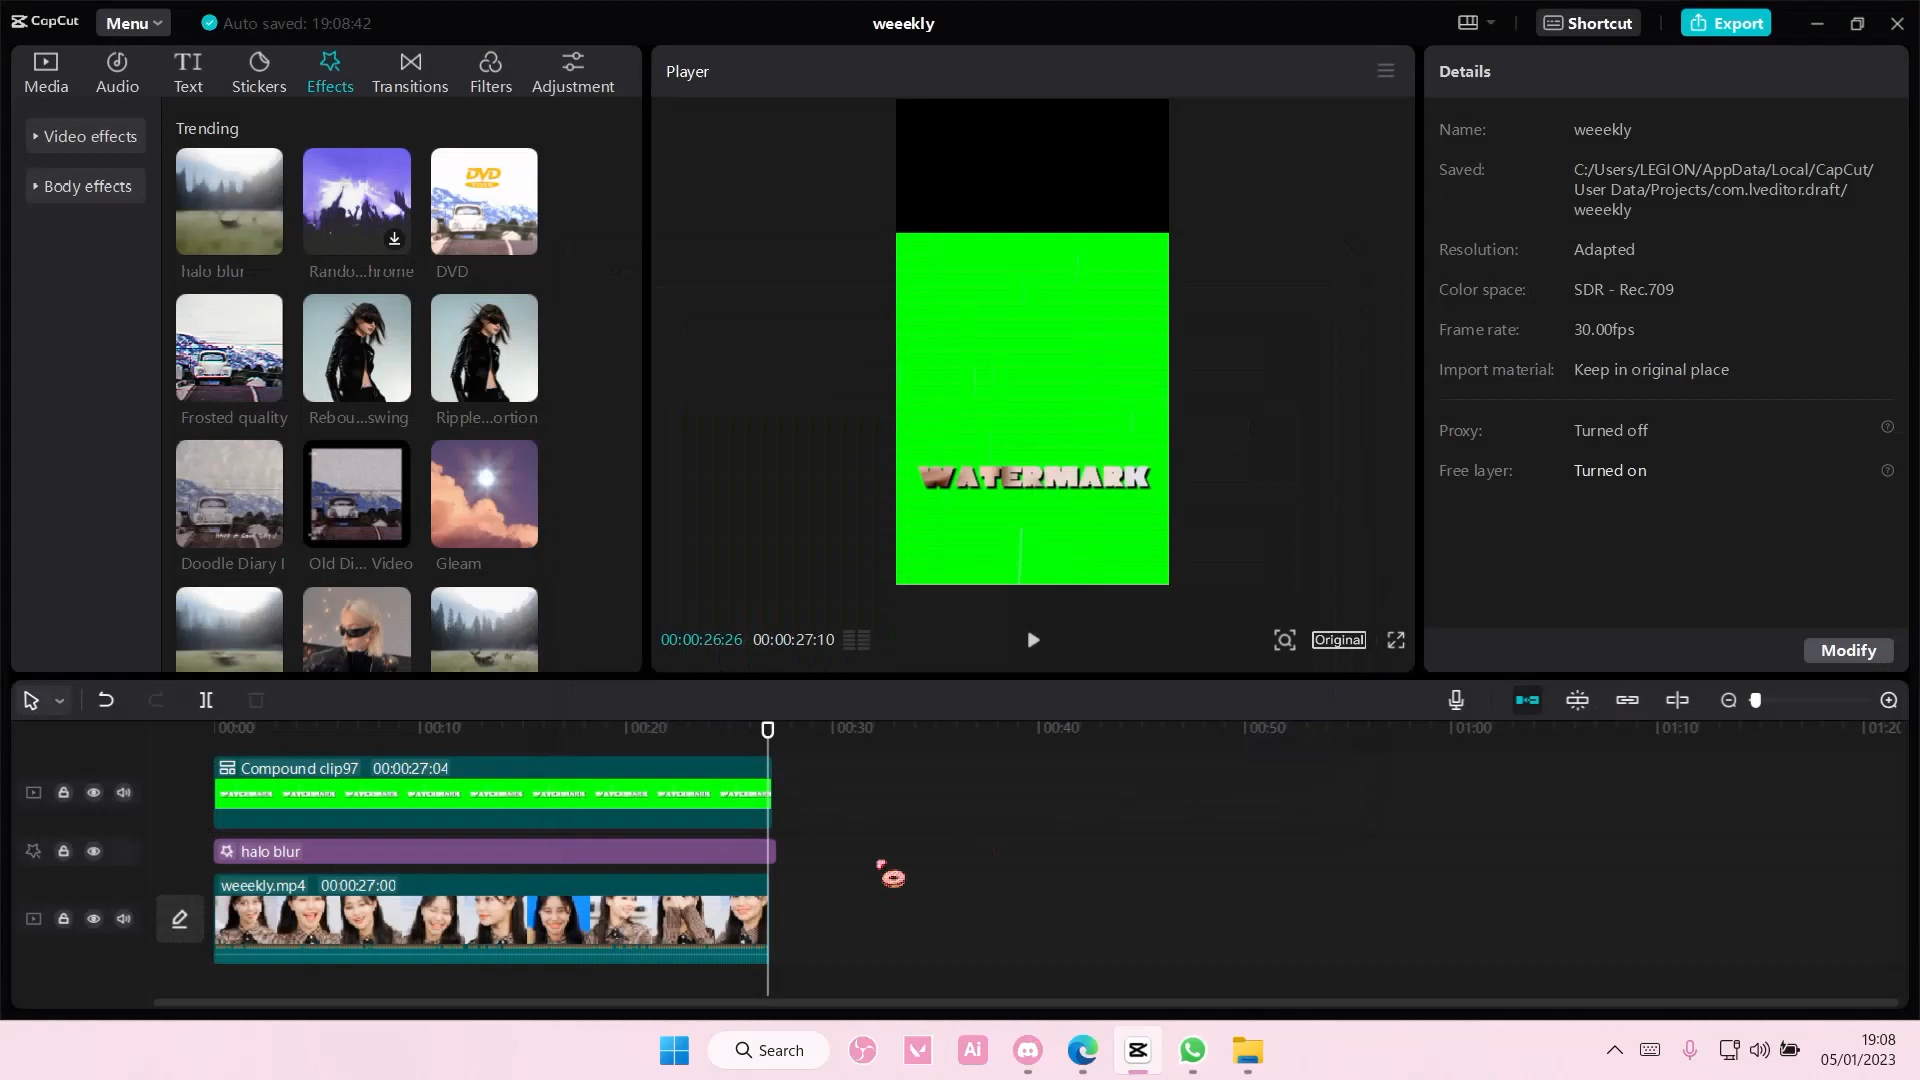 CapCut
Menu
Auto saved: 19:08:42
weeekly
Shortcut
Export
Media
Audio
TI
Text
Stickers
Effects
Transitions
Filters
Adjustment
Player
Details
Video effects
Body effects
Trending
DVD
halo blur
Rando...hrome
DVD
Frosted quality
Rebou...swing
Ripple...ortion
Doodle Diary I
Old Di... Video
Gleam
WATERMARK
00:00:26:26 00:00:27:10
Original
Name: weeekly
Saved: C:/Users/LEGION/AppData/Local/CapCut/
User Data/Projects/com.lveditor.draft/
weeekly
Resolution: Adapted
Color space: SDR - Rec.709
Frame rate: 30.00fps
Import material: Keep in original place
Proxy: Turned off
Free layer: Turned on
Modify
00:00 00:10 00:20 00:30 00:40 00:50 01:00 01:10 01:20
Compound clip97 00:00:27:04
halo blur
weeekly.mp4 00:00:27:00
Search
Ai
19:08
05/01/2023